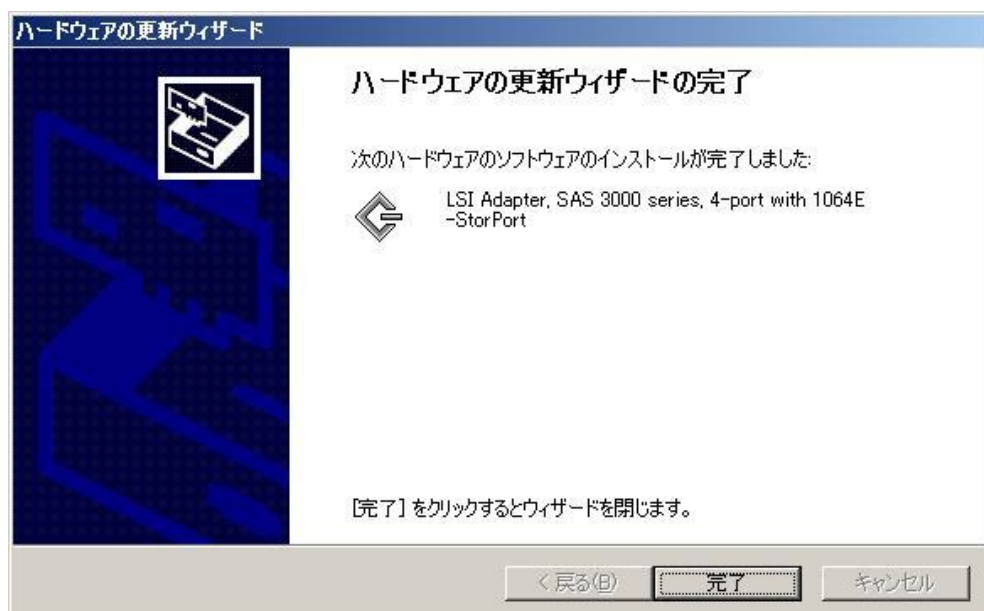 ハードウェアの更新ウィザード
ハードウェアの更新ウィザードの完了
次のハードウェアのソフトウェアのインストールが完了しました:
LSI Adapter, SAS 3000 series, 4-port with 1064E
-StorPort
[完了] をクリックするとウィザードを閉じます。
< 戻る(B)
完了
キャンセル